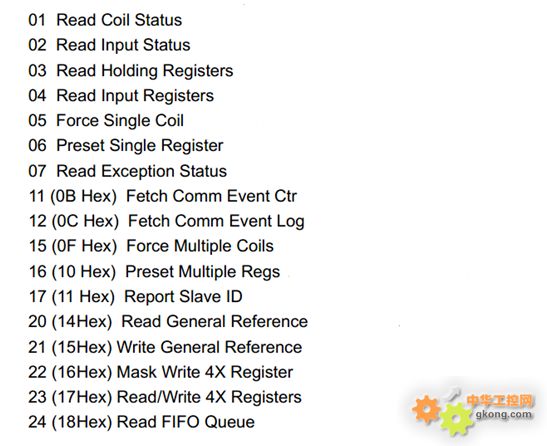 01 Read Coil Status
02 Read Input Status
03 Read Holding Registers
04 Read Input Registers
05 Force Single Coil
06 Preset Single Register
07 Read Exception Status
11 (0B Hex) Fetch Comm Event Ctr
12 (0C Hex) Fetch Comm Event Log
15 (0F Hex) Force Multiple Coils
16 (10 Hex) Preset Multiple Regs
17 (11 Hex) Report Slave ID
20 (14Hex) Read General Reference
21 (15Hex) Write General Reference
22 (16Hex) Mask Write 4X Register
23 (17Hex) Read/Write 4X Registers
24 (18Hex) Read FIFO Queue
中华工控网
gkong.com